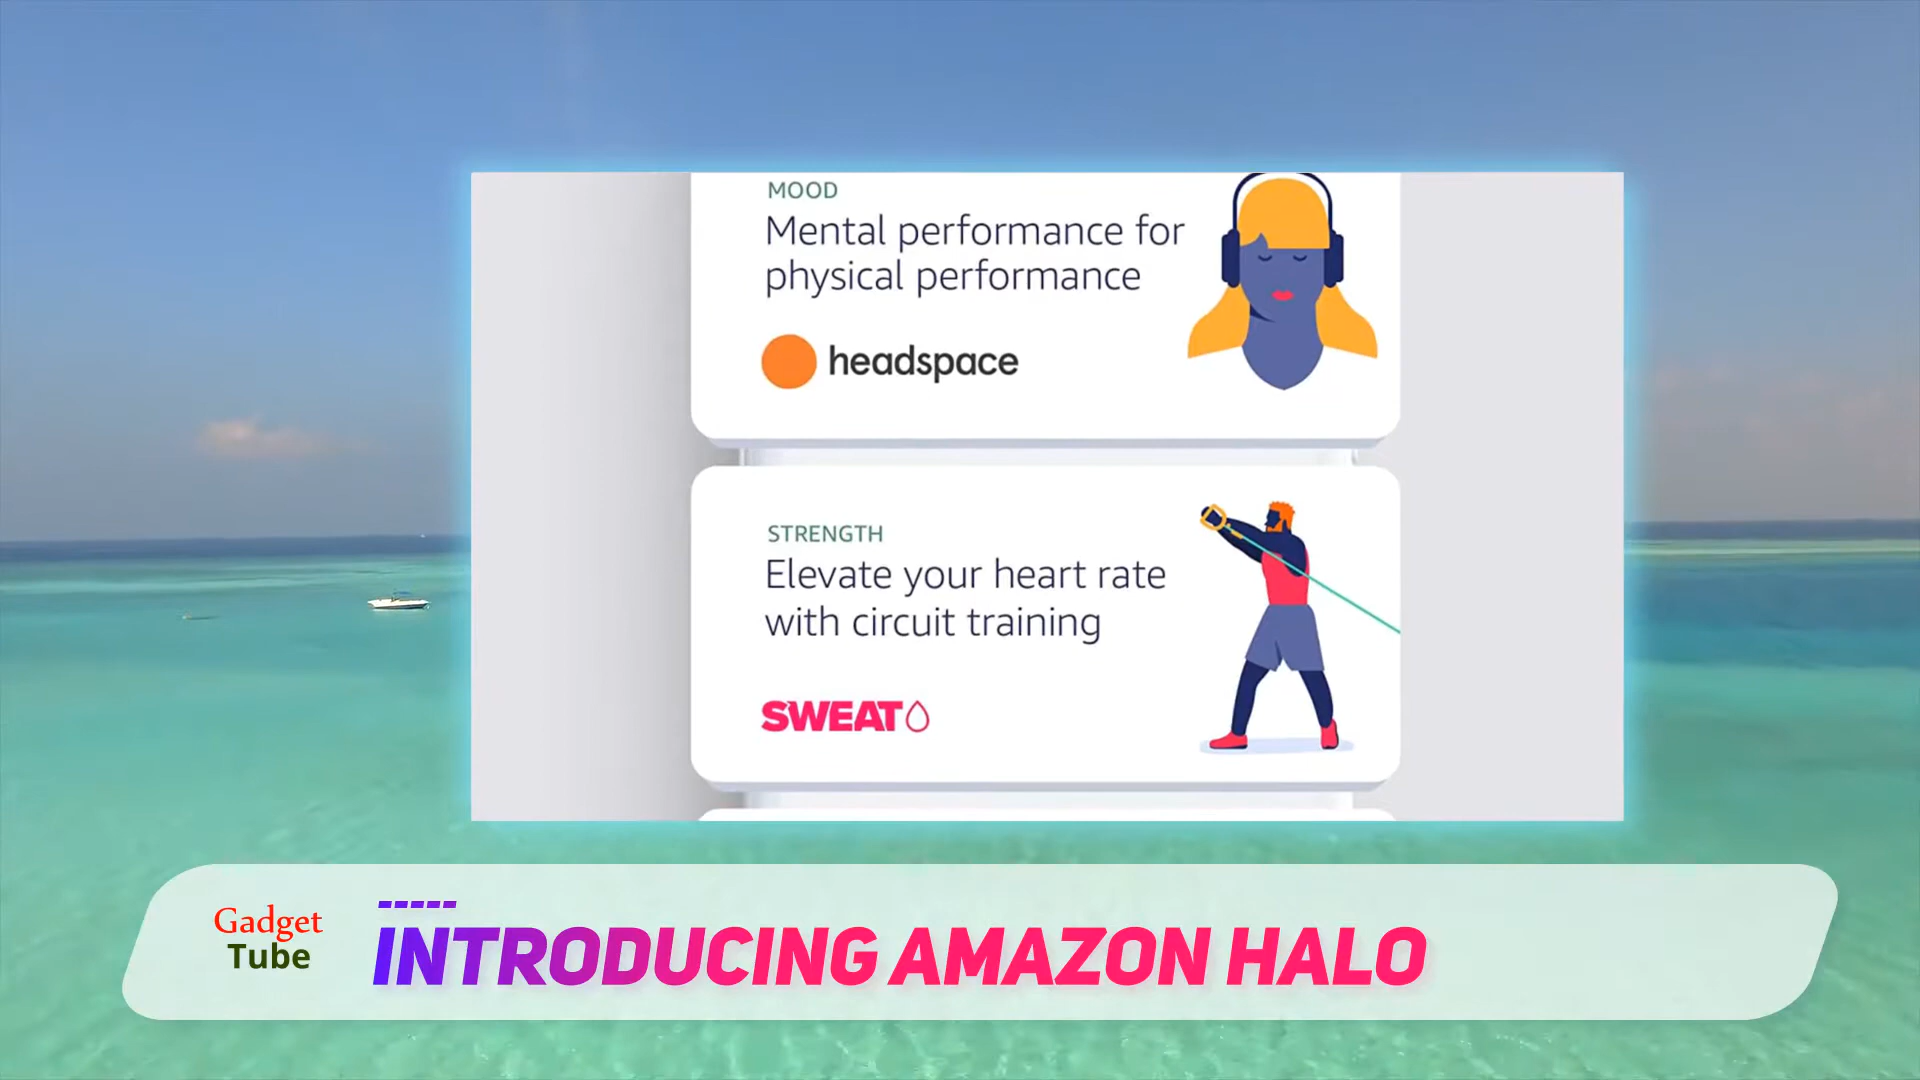 MOOD
Mental performance for
physical performance
headspace
STRENGTH
Elevate your heart rate
with circuit training
SWEAT
Gadget
Tube
INTRODUCING AMAZON HALO